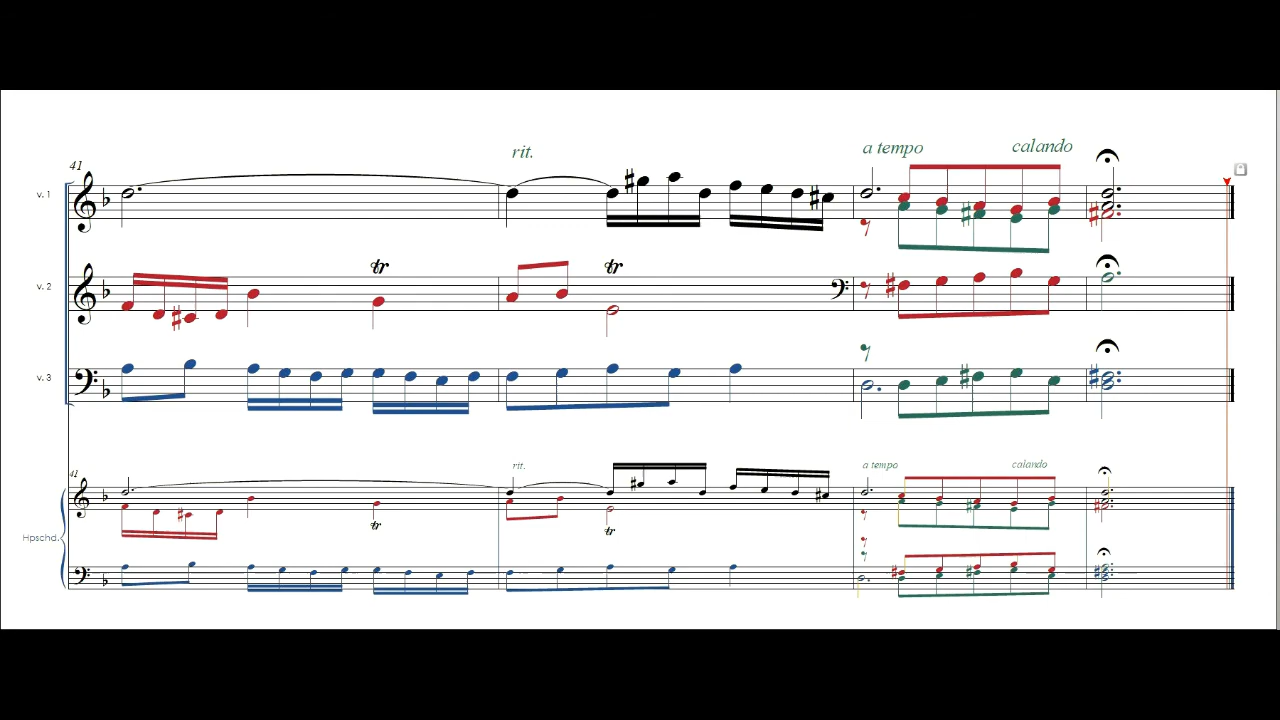 rit.
a tempo calando
41
v. 1
tr tr
v. 2
v. 3
41
rit.
a tempo calando
tr
tr
Hpschd.